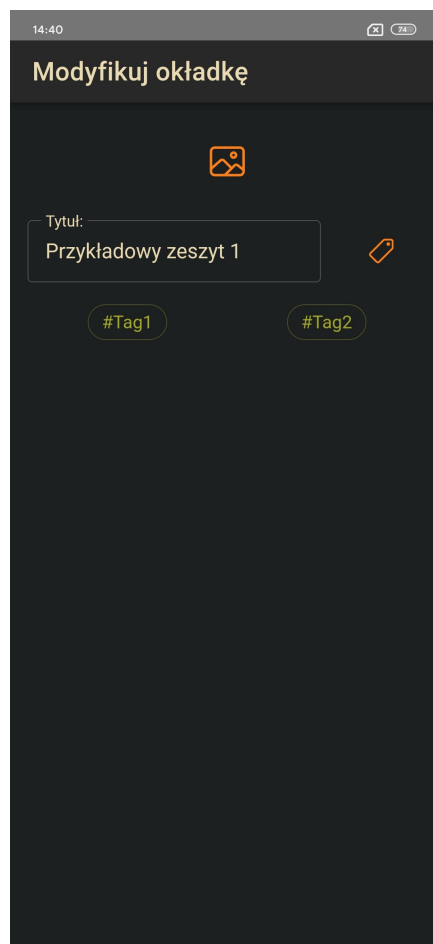 14:40
74
Modyfikuj okładkę
Tytuł:
Przykładowy zeszyt 1
#Tag1
#Tag2